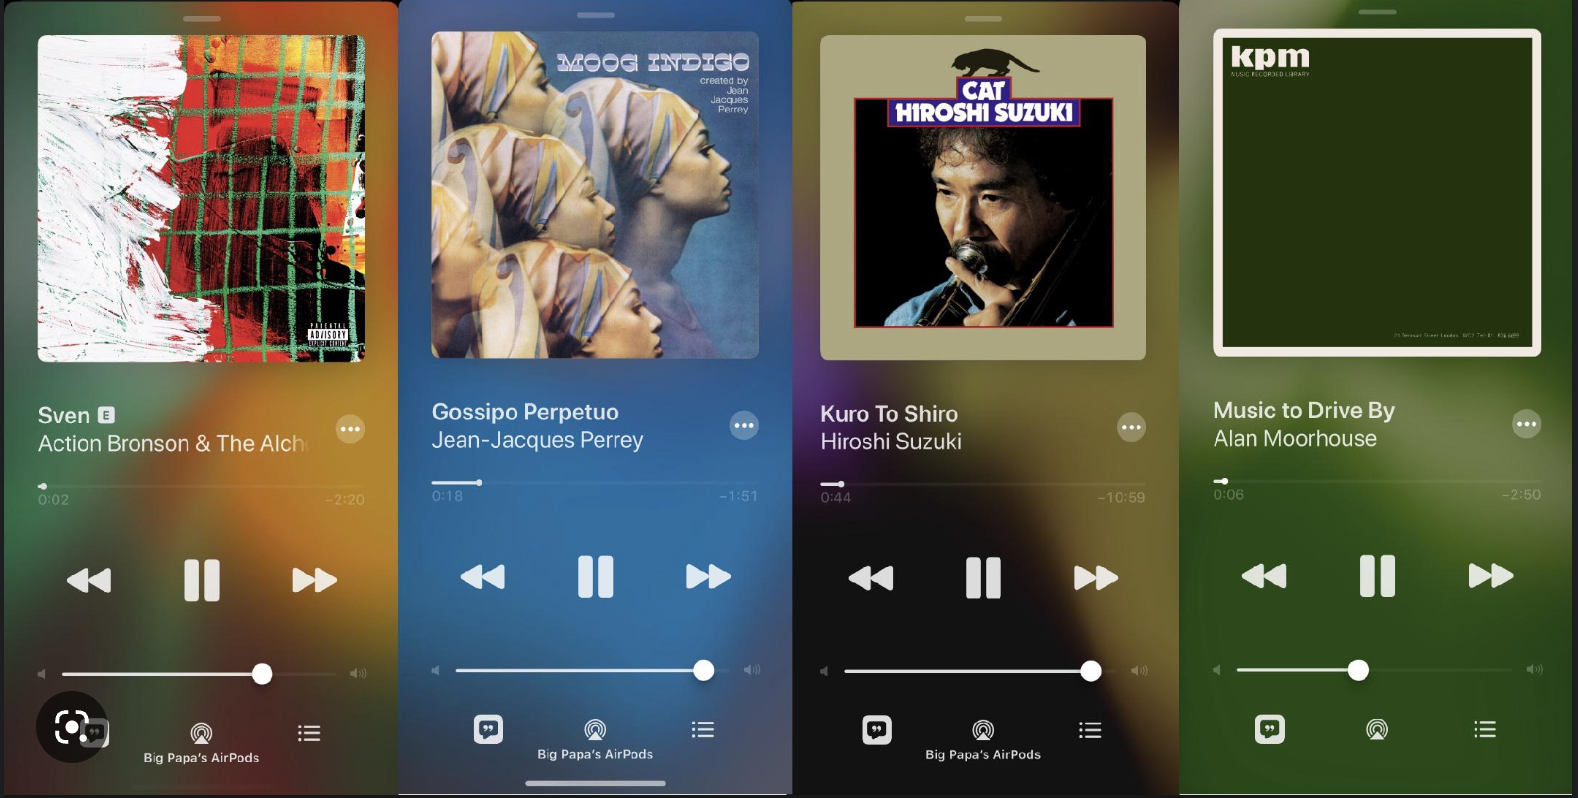 PARENTAL
ADVISORY
EXPLICIT CONTENT
Sven E
Action Bronson & The Alch
0:02
-2:20
Big Papa's AirPods
MOOG INDIGO
created by
Jean
Jacques
Perrey
Gossipo Perpetuo
Jean-Jacques Perrey
0:18
-1:51
Big Papa's AirPods
CAT
HIROSHI SUZUKI
Kuro To Shiro
Hiroshi Suzuki
0:44
-10:59
Big Papa's AirPods
kpm
MUSIC RECORDED LIBRARY
Music to Drive By
Alan Moorhouse
0:06
-2:50